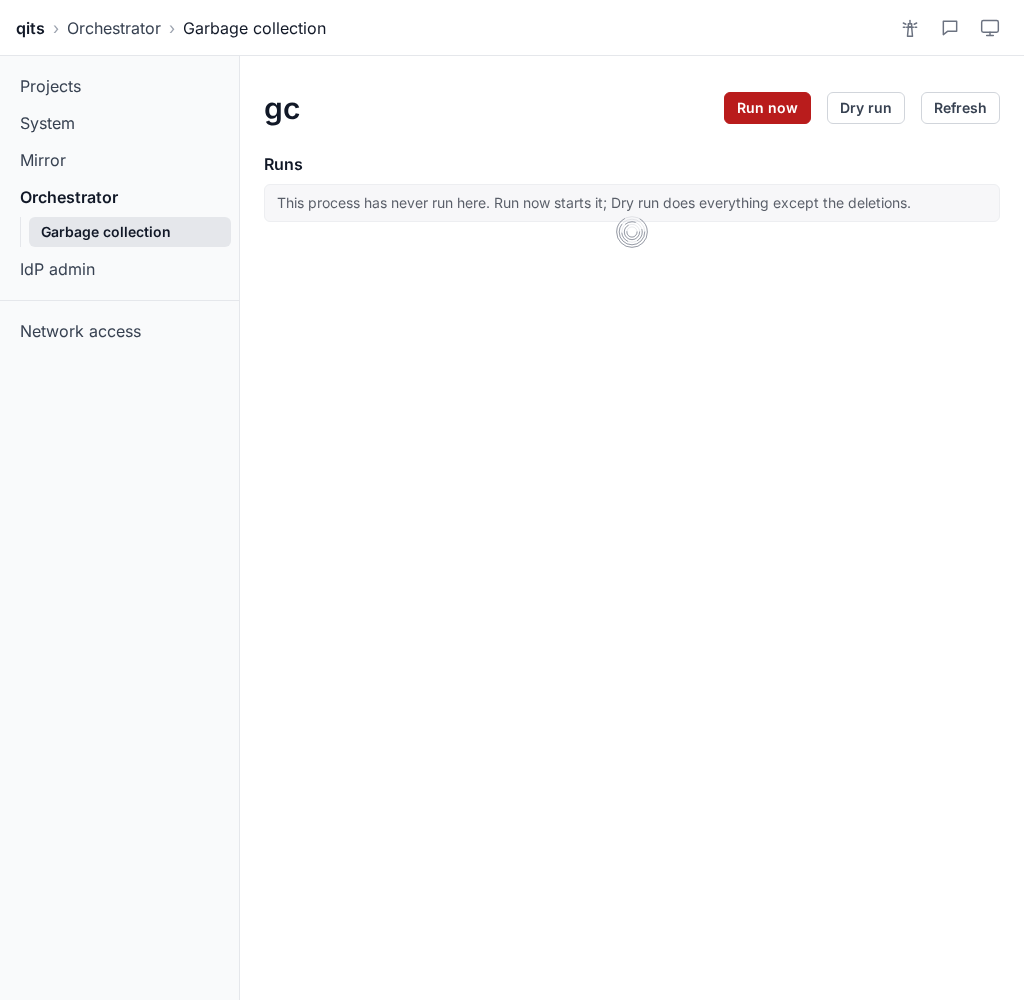 qits › Orchestrator › Garbage collection
Projects
System
Mirror
Orchestrator
Garbage collection
IdP admin
Network access
gc
Run now
Dry run
Refresh
Runs
This process has never run here. Run now starts it; Dry run does everything except the deletions.